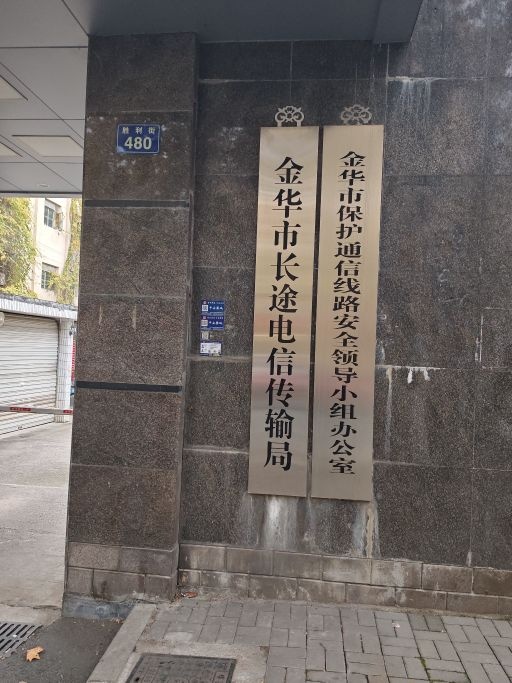 胜利街
480
金华市长途电信传输局
金华市保护通信线路安全领导小组办公室